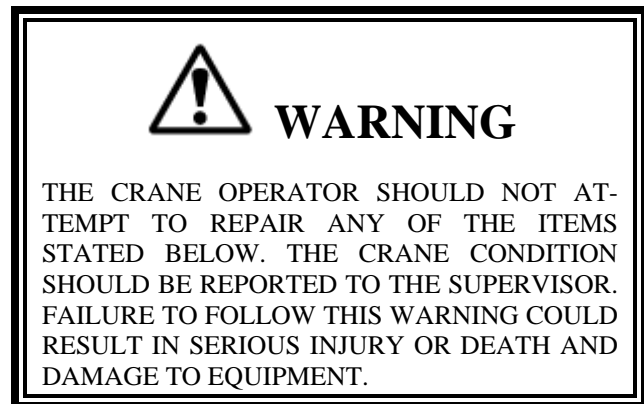 WARNING
THE CRANE OPERATOR SHOULD NOT AT-
TEMPT TO REPAIR ANY OF THE ITEMS
STATED BELOW. THE CRANE CONDITION
SHOULD BE REPORTED TO THE SUPERVISOR.
FAILURE TO FOLLOW THIS WARNING COULD
RESULT IN SERIOUS INJURY OR DEATH AND
DAMAGE TO EQUIPMENT.